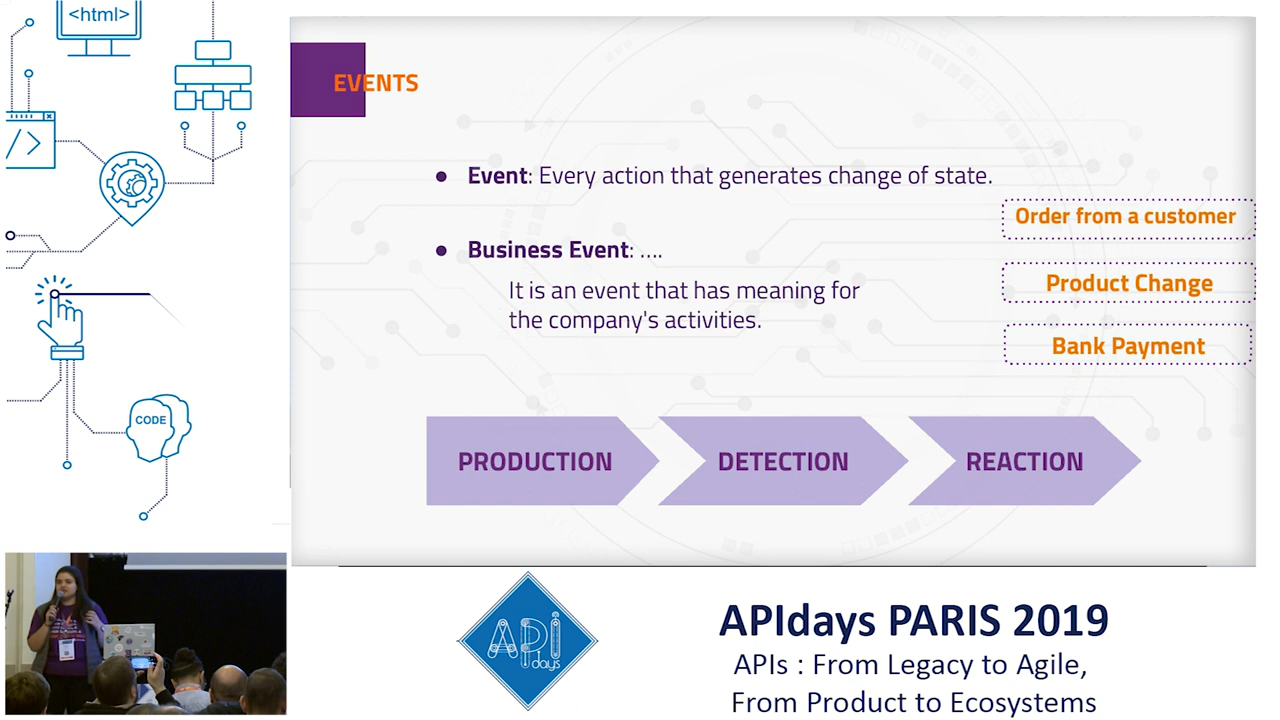 <html>
</>
CODE
EVENTS
● Event: Every action that generates change of state.
● Business Event: ....
It is an event that has meaning for
the company's activities.
Order from a customer
Product Change
Bank Payment
PRODUCTION
DETECTION
REACTION
API
days
APIdays PARIS 2019
APIs : From Legacy to Agile,
From Product to Ecosystems